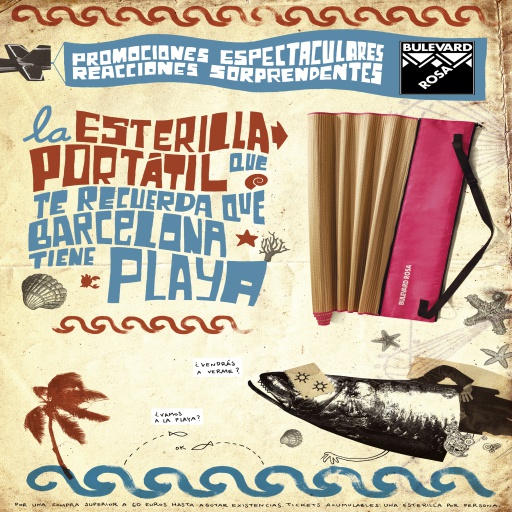 PROMOCIONES ESPECTACULARES
REACCIONES SORPRENDENTES
BULEVARD
ROSA
la ESTERILLA
PORTÁTIL QUE
TE RECUERDA QUE
BARCELONA
TIENE PLAYA
BULEVARD ROSA
¿VENDRÁS
A VERME?
¿VAMOS
A LA PLAYA?
OK
POR UNA COMPRA SUPERIOR A 60 EUROS HASTA AGOTAR EXISTENCIAS. TICKETS ACUMULABLES. UNA ESTERILLA POR PERSONA.